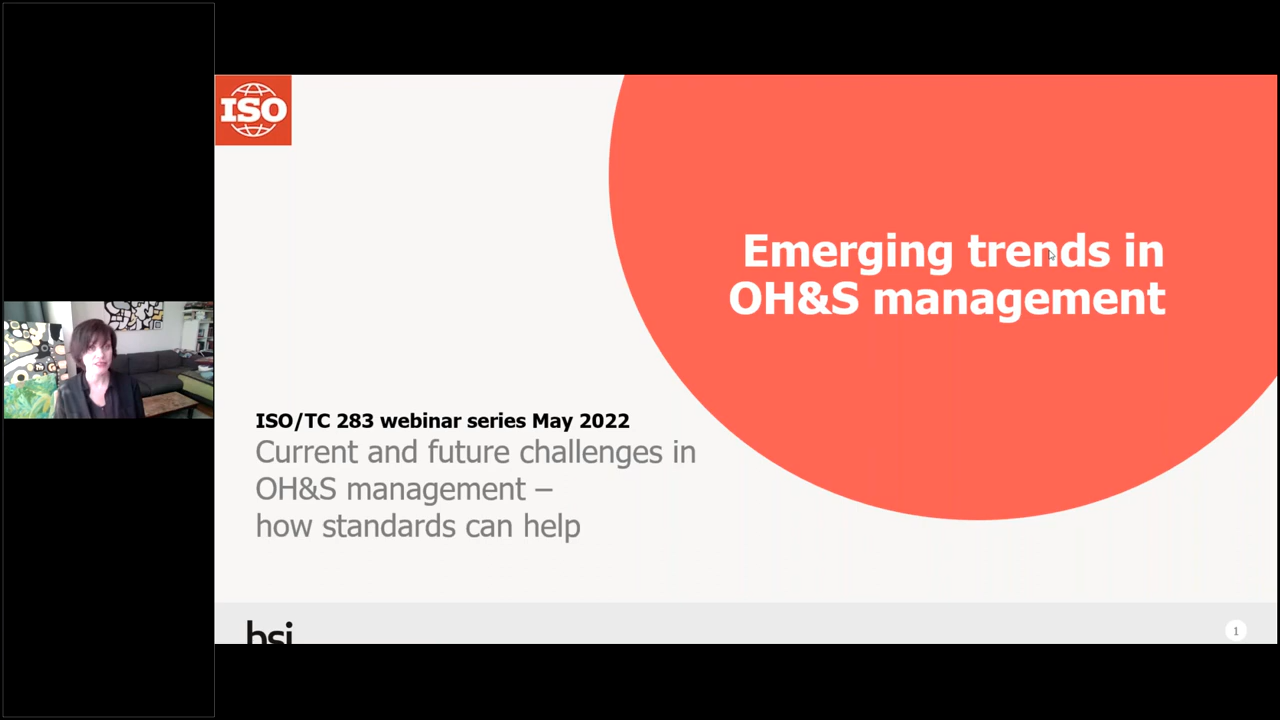 ISO
Emerging trends in
OH&S management
ISO/TC 283 webinar series May 2022
Current and future challenges in
OH&S management –
how standards can help
bsi
1